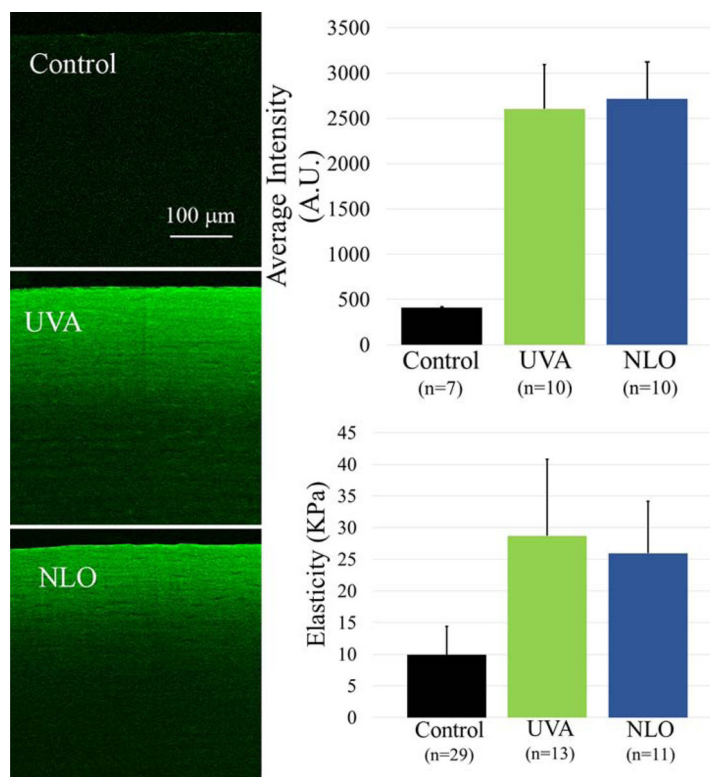 Control
100 μm
UVA
NLO
Average Intensity
(A.U.)
3500
3000
2500
2000
1500
1000
500
0
Control
UVA
NLO
(n=7)
(n=10)
(n=10)
Elasticity (KPa)
45
40
35
30
25
20
15
10
5
0
Control
UVA
NLO
(n=29)
(n=13)
(n=11)